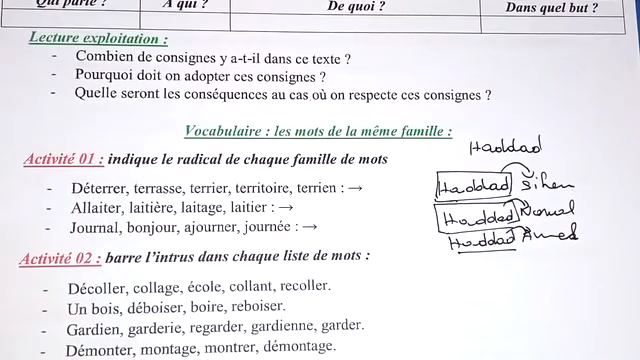 Qui parle ? A qui ? De quoi ? Dans quel but ?
Lecture exploitation :
- Combien de consignes y a-t-il dans ce texte ?
- Pourquoi doit on adopter ces consignes ?
- Quelle seront les conséquences au cas où on respecte ces consignes ?
Vocabulaire : les mots de la même famille :
Haddad
Activité 01 : indique le radical de chaque famille de mots
- Déterrer, terrasse, terrier, territoire, terrien : →
Haddad Sihem
- Allaiter, laitière, laitage, laitier : →
Haddad
- Journal, bonjour, ajourner, journée : →
Haddad Ahmed
Activité 02 : barre l'intrus dans chaque liste de mots :
- Décoller, collage, école, collant, recoller.
- Un bois, déboiser, boire, reboiser.
- Gardien, garderie, regarder, gardienne, garder.
- Démonter, montage, montrer, démontage.